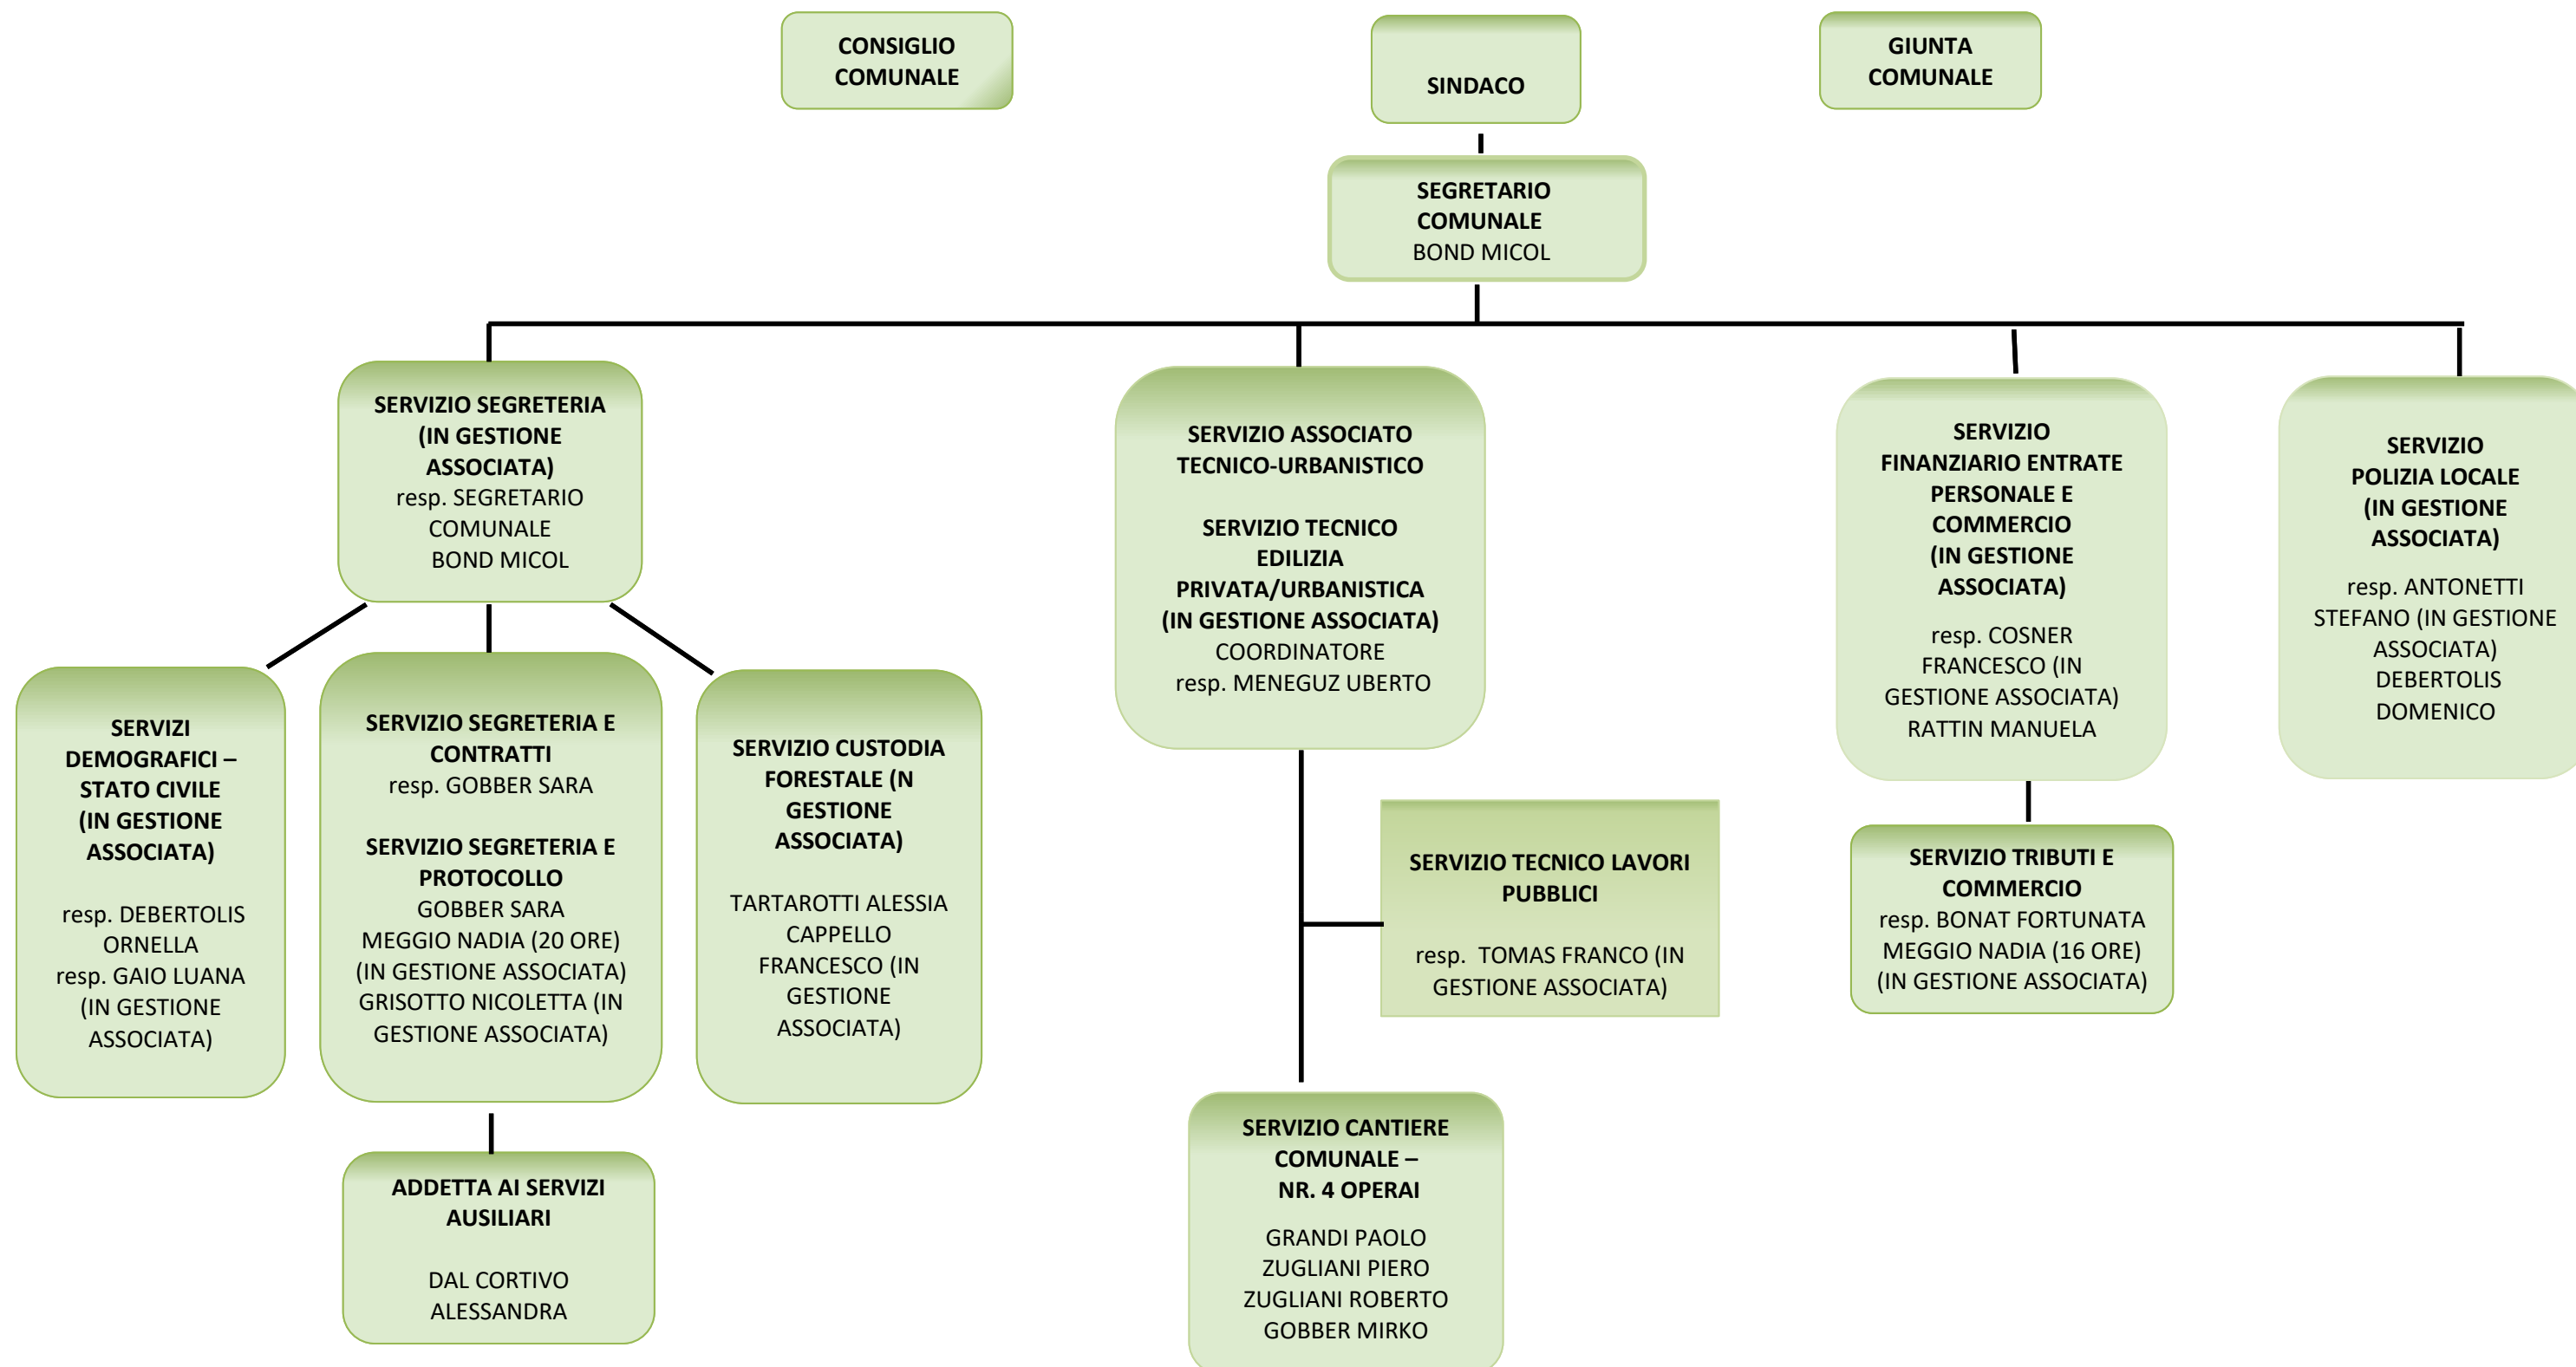 CONSIGLIO
COMUNALE
SINDACO
GIUNTA
COMUNALE
SEGRETARIO
COMUNALE
BOND MICOL
SERVIZIO SEGRETERIA
(IN GESTIONE
ASSOCIATA)
resp. SEGRETARIO
COMUNALE
BOND MICOL
SERVIZIO ASSOCIATO
TECNICO-URBANISTICO
SERVIZIO TECNICO
EDILIZIA
PRIVATA/URBANISTICA
(IN GESTIONE ASSOCIATA)
COORDINATORE
resp. MENEGUZ UBERTO
SERVIZIO
FINANZIARIO ENTRATE
PERSONALE E
COMMERCIO
(IN GESTIONE
ASSOCIATA)
resp. COSNER
FRANCESCO (IN
GESTIONE ASSOCIATA)
RATTIN MANUELA
SERVIZIO
POLIZIA LOCALE
(IN GESTIONE
ASSOCIATA)
resp. ANTONETTI
STEFANO (IN GESTIONE
ASSOCIATA)
DEBERTOLIS
DOMENICO
SERVIZI
DEMOGRAFICI –
STATO CIVILE
(IN GESTIONE
ASSOCIATA)
resp. DEBERTOLIS
ORNELLA
resp. GAIO LUANA
(IN GESTIONE
ASSOCIATA)
SERVIZIO SEGRETERIA E
CONTRATTI
resp. GOBBER SARA
SERVIZIO SEGRETERIA E
PROTOCOLLO
GOBBER SARA
MEGGIO NADIA (20 ORE)
(IN GESTIONE ASSOCIATA)
GRISOTTO NICOLETTA (IN
GESTIONE ASSOCIATA)
SERVIZIO CUSTODIA
FORESTALE (N
GESTIONE
ASSOCIATA)
TARTAROTTI ALESSIA
CAPPELLO
FRANCESCO (IN
GESTIONE
ASSOCIATA)
SERVIZIO TECNICO LAVORI
PUBBLICI
resp. TOMAS FRANCO (IN
GESTIONE ASSOCIATA)
SERVIZIO TRIBUTI E
COMMERCIO
resp. BONAT FORTUNATA
MEGGIO NADIA (16 ORE)
(IN GESTIONE ASSOCIATA)
ADDETTA AI SERVIZI
AUSILIARI
DAL CORTIVO
ALESSANDRA
SERVIZIO CANTIERE
COMUNALE –
NR. 4 OPERAI
GRANDI PAOLO
ZUGLIANI PIERO
ZUGLIANI ROBERTO
GOBBER MIRKO